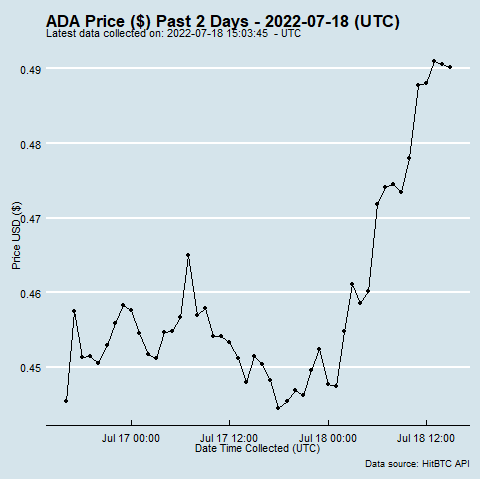 ADA Price ($) Past 2 Days - 2022-07-18 (UTC)
Latest data collected on: 2022-07-18 15:03:45 - UTC
0.49
0.48
0.47
0.46
0.45
Price USD ($)
Jul 17 00:00 Jul 17 12:00 Jul 18 00:00 Jul 18 12:00
Date Time Collected (UTC)
Data source: HitBTC API